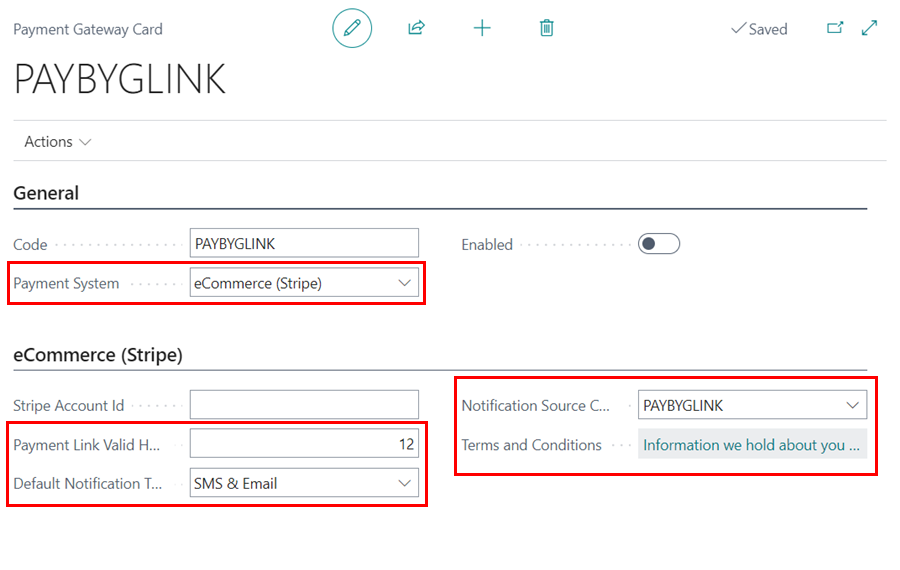 Payment Gateway Card
Saved
PAYBYGLINK
Actions
General
Code PAYBYGLINK Enabled
Payment System eCommerce (Stripe)
eCommerce (Stripe)
Stripe Account Id Notification Source C... PAYBYGLINK
Payment Link Valid H... 12 Terms and Conditions Information we hold about you ...
Default Notification T... SMS & Email